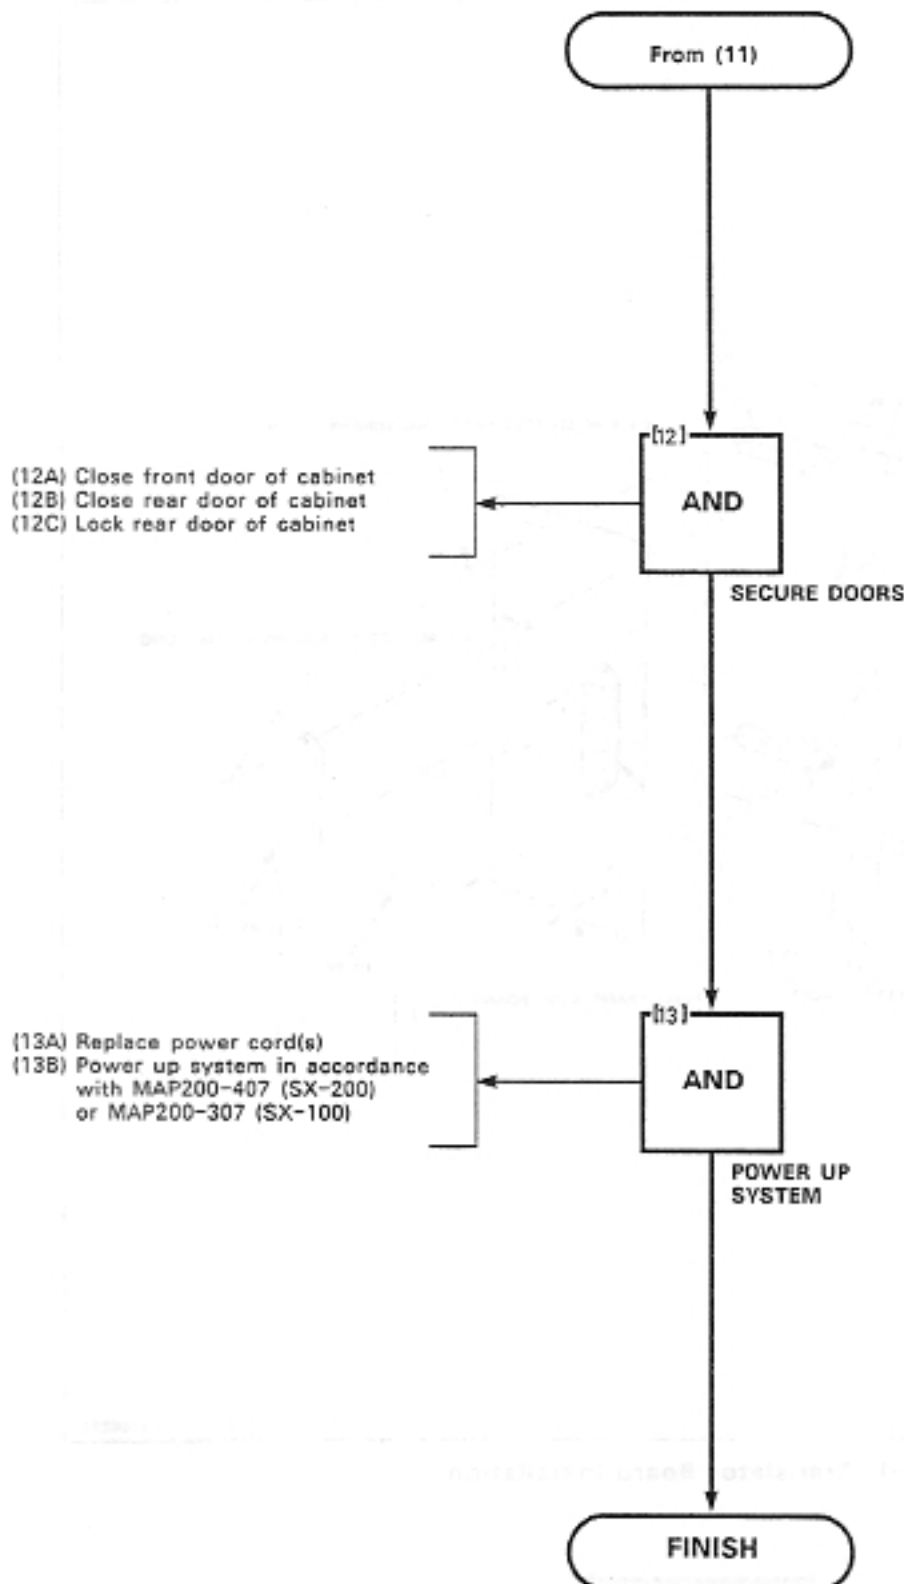 From (11)
[12]
AND
(12A) Close front door of cabinet
(12B) Close rear door of cabinet
(12C) Lock rear door of cabinet
SECURE DOORS
[13]
AND
(13A) Replace power cord(s)
(13B) Power up system in accordance
with MAP200-407 (SX-200)
or MAP200-307 (SX-100)
POWER UP
SYSTEM
FINISH